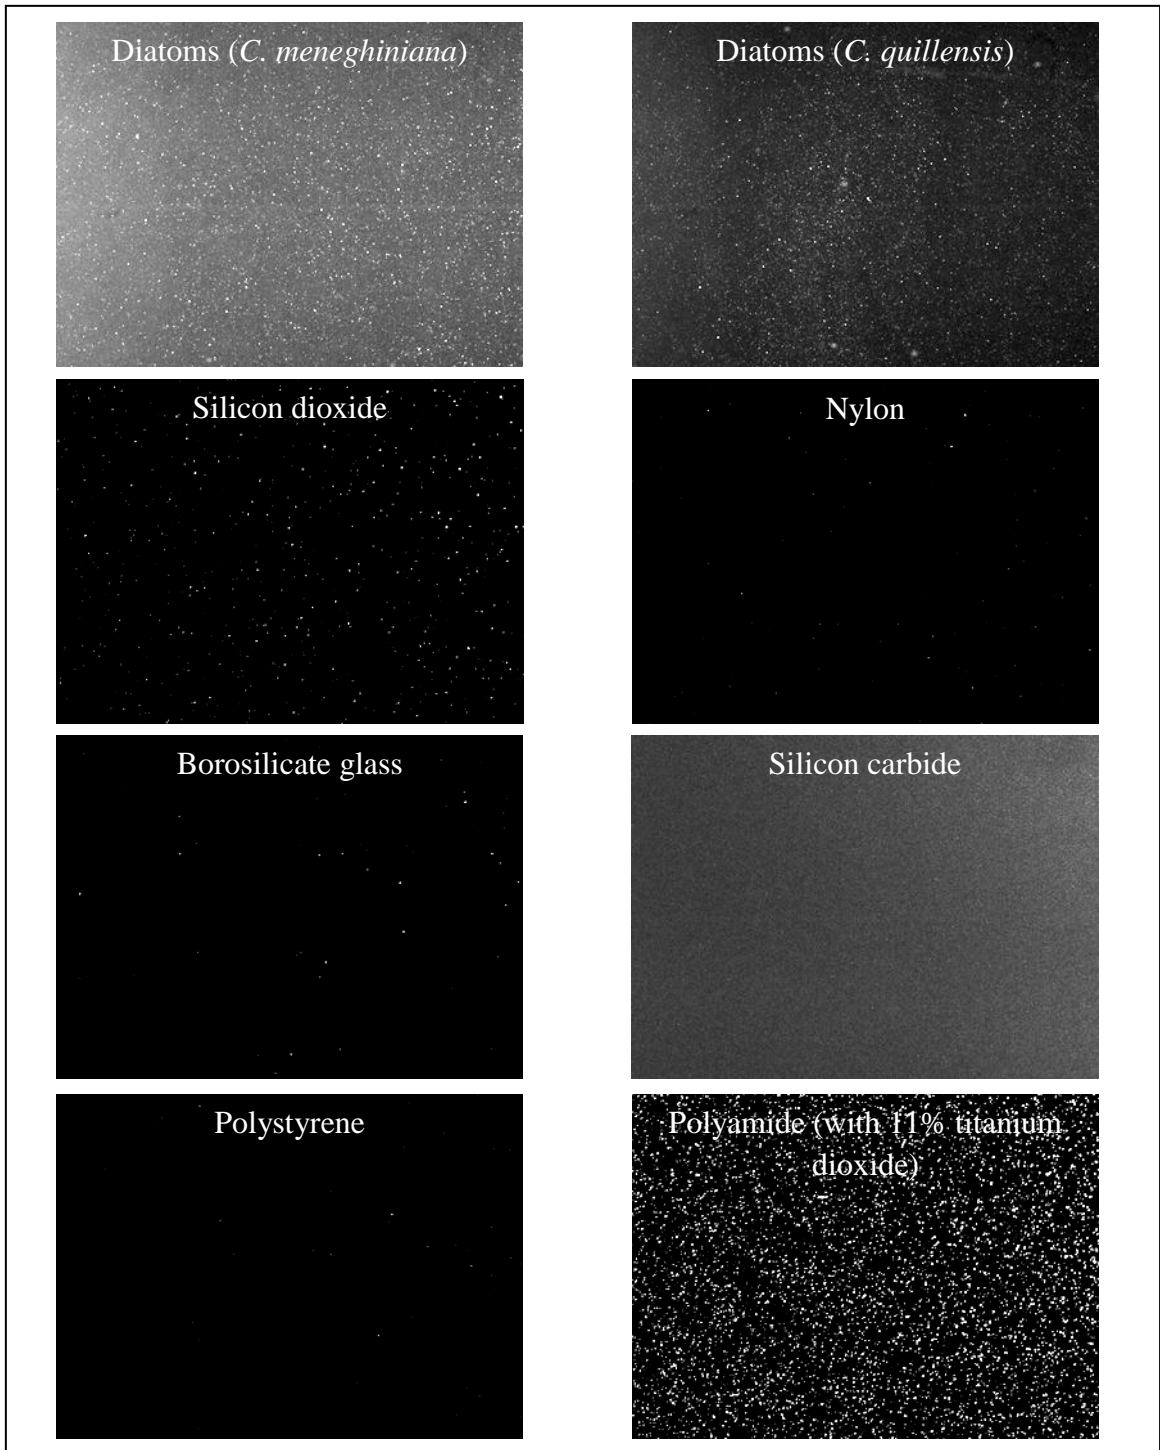 Diatoms (C. meneghiniana)
Diatoms (C. quillensis)
Silicon dioxide
Nylon
Borosilicate glass
Silicon carbide
Polystyrene
Polyamide (with 11% titanium
dioxide)